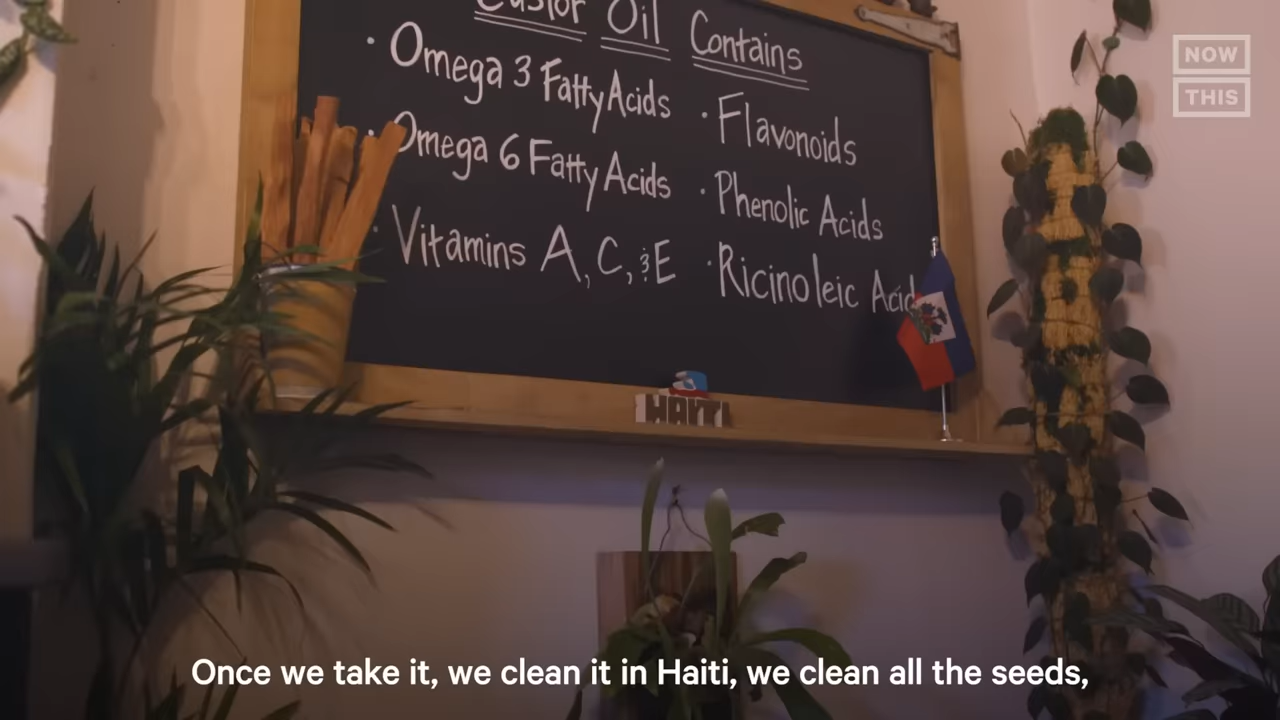 Castor Oil Contains
· Omega 3 Fatty Acids
· Omega 6 Fatty Acids
· Vitamins A, C, & E
· Flavonoids
· Phenolic Acids
· Ricinoleic Acid
HAITI
NOW
THIS
Once we take it, we clean it in Haiti, we clean all the seeds,